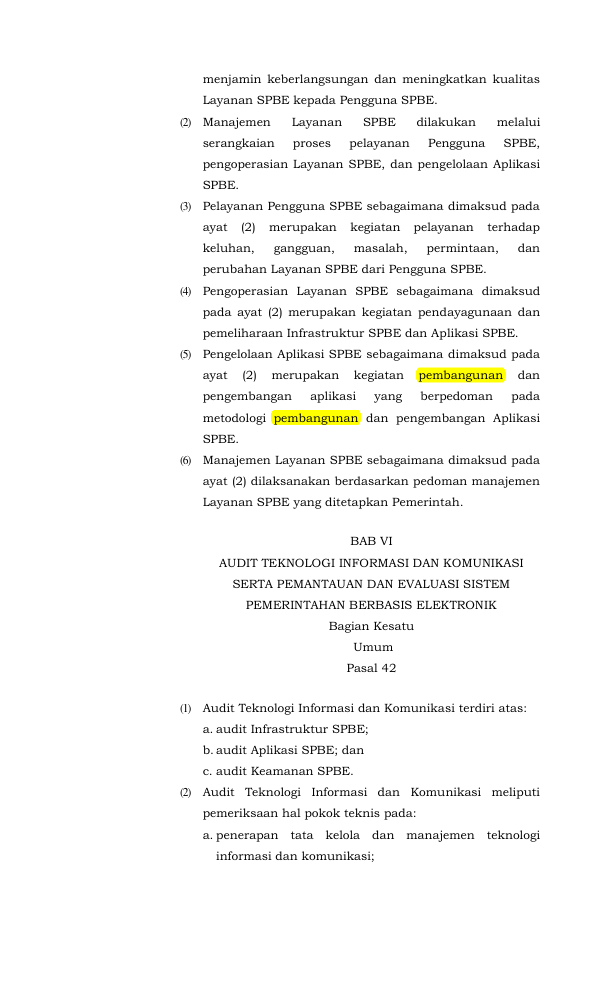 menjamin keberlangsungan dan meningkatkan kualitas
Layanan SPBE kepada Pengguna SPBE.
(2) Manajemen Layanan SPBE dilakukan melalui
serangkaian proses pelayanan Pengguna SPBE,
pengoperasian Layanan SPBE, dan pengelolaan Aplikasi
SPBE.
(3) Pelayanan Pengguna SPBE sebagaimana dimaksud pada
ayat (2) merupakan kegiatan pelayanan terhadap
keluhan, gangguan, masalah, permintaan, dan
perubahan Layanan SPBE dari Pengguna SPBE.
(4) Pengoperasian Layanan SPBE sebagaimana dimaksud
pada ayat (2) merupakan kegiatan pendayagunaan dan
pemeliharaan Infrastruktur SPBE dan Aplikasi SPBE.
(5) Pengelolaan Aplikasi SPBE sebagaimana dimaksud pada
ayat (2) merupakan kegiatan pembangunan dan
pengembangan aplikasi yang berpedoman pada
metodologi pembangunan dan pengembangan Aplikasi
SPBE.
(6) Manajemen Layanan SPBE sebagaimana dimaksud pada
ayat (2) dilaksanakan berdasarkan pedoman manajemen
Layanan SPBE yang ditetapkan Pemerintah.
BAB VI
AUDIT TEKNOLOGI INFORMASI DAN KOMUNIKASI
SERTA PEMANTAUAN DAN EVALUASI SISTEM
PEMERINTAHAN BERBASIS ELEKTRONIK
Bagian Kesatu
Umum
Pasal 42
(1) Audit Teknologi Informasi dan Komunikasi terdiri atas:
a. audit Infrastruktur SPBE;
b. audit Aplikasi SPBE; dan
c. audit Keamanan SPBE.
(2) Audit Teknologi Informasi dan Komunikasi meliputi
pemeriksaan hal pokok teknis pada:
a. penerapan tata kelola dan manajemen teknologi
informasi dan komunikasi;